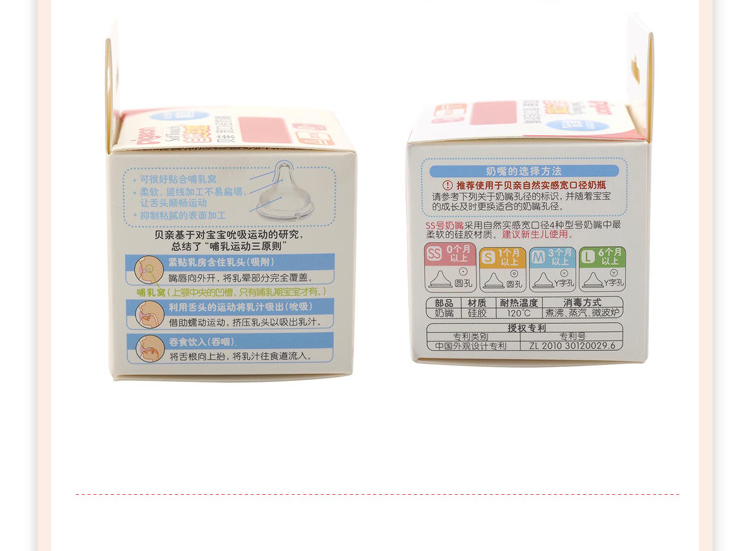 • 可很好贴合哺乳窝
• 柔软、竖线加工不易扁塌,
让舌头顺畅运动
• 抑制粘腻的表面加工
贝亲基于对宝宝吮吸运动的研究,
总结了“哺乳运动三原则”
紧贴乳房含住乳头(吸附)
嘴唇向外开, 将乳晕部分完全覆盖。
哺乳窝(上颚中央的凹槽, 只有哺乳期宝宝才有。)
利用舌头的运动将乳汁吸出(吮吸)
借助蠕动运动, 挤压乳头以吸出乳汁。
吞食饮入(吞咽)
将舌根向上抬, 将乳汁往食道流入。
奶嘴的选择方法
! 推荐使用于贝亲自然实感宽口径奶瓶
请参考下列关于奶嘴孔径的标识, 并随着宝宝
的成长及时更换适合的奶嘴孔径。
SS号奶嘴采用自然实感宽口径4种型号奶嘴中最
柔软的硅胶材质, 建议新生儿使用。
SS 0个月以上 S 1个月以上 M 3个月以上 L 6个月以上
圆孔 圆孔 Y字孔 Y字孔
部品 材质 耐热温度 消毒方式
奶嘴 硅胶 120℃ 煮沸, 蒸汽, 微波炉
授权专利
专利类别 专利号
中国外观设计专利 ZL 2010 30120029.6